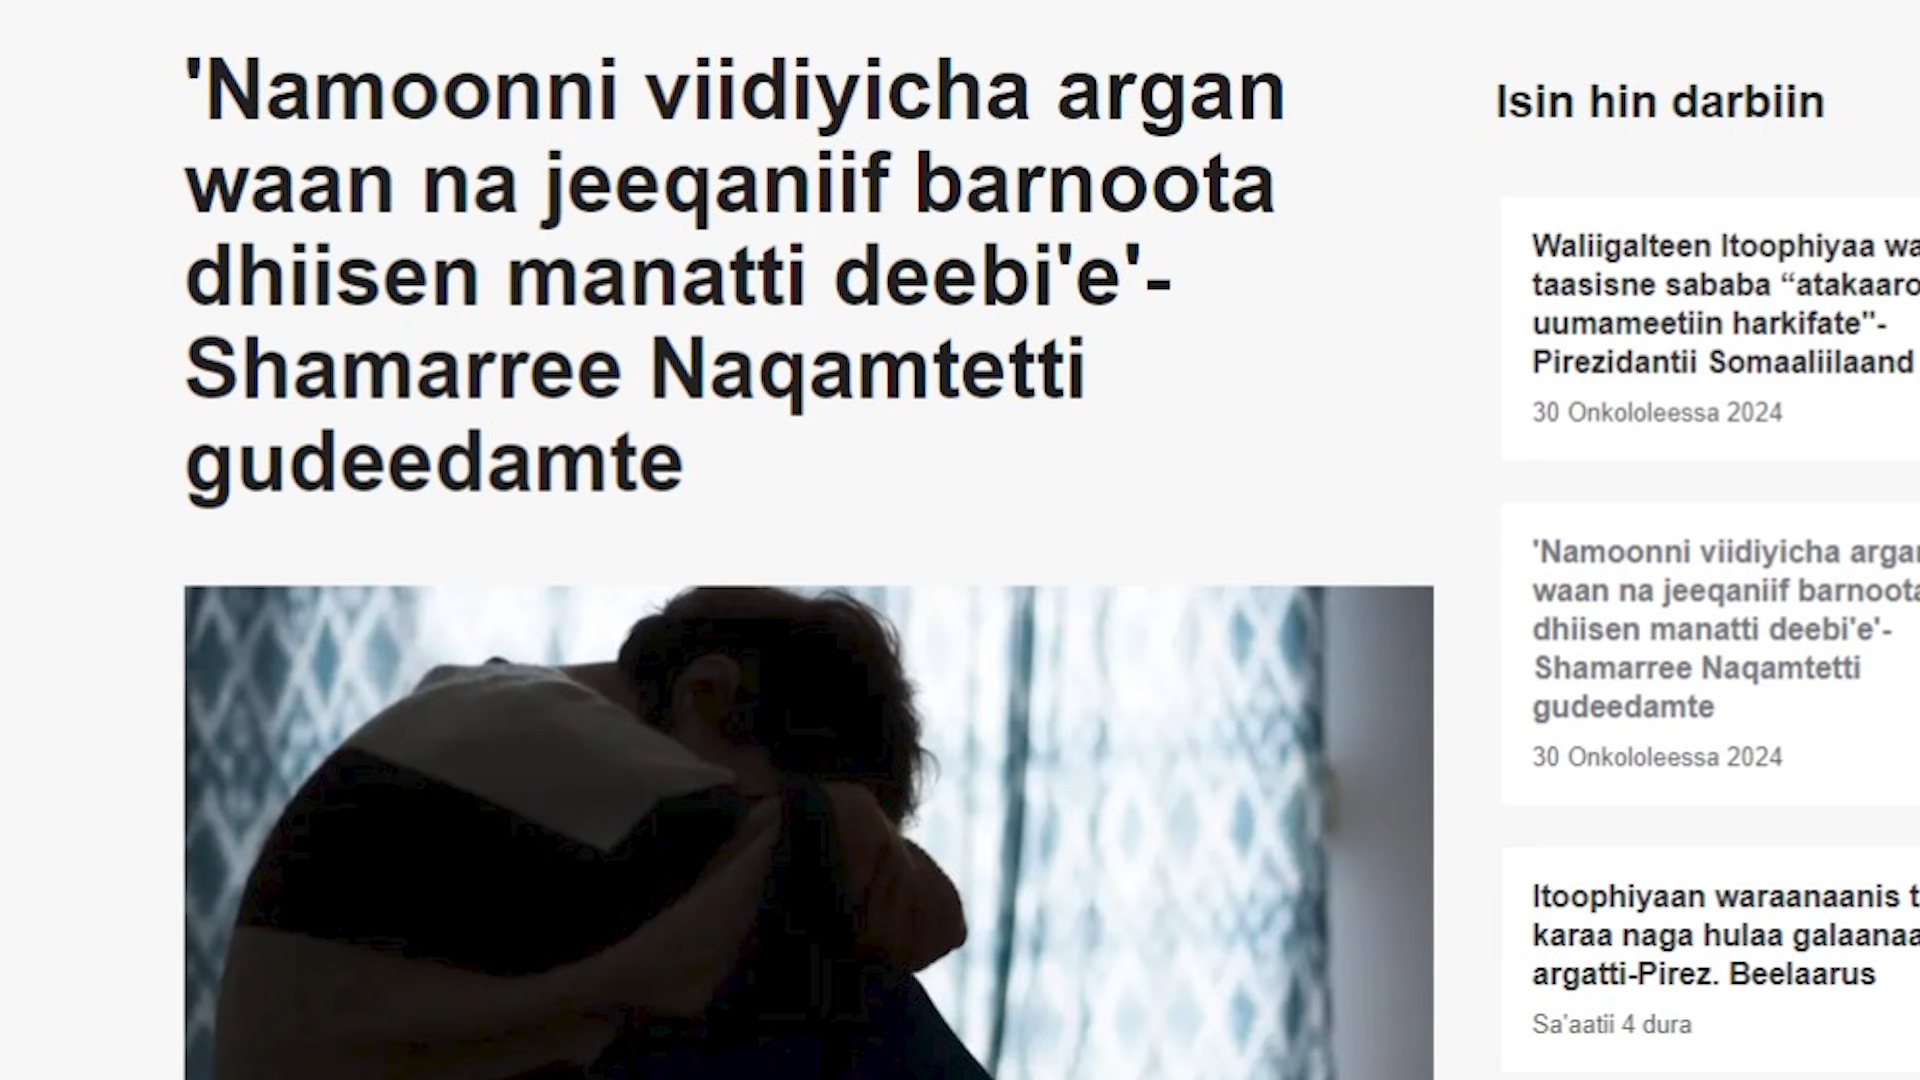 'Namoonni viidiyicha argan
waan na jeeqaniif barnoota
dhiisen manatti deebi'e'-
Shamarree Naqamtetti
gudeedamte
Isin hin darbiin
Waliigalteen Itoophiyaa wa
taasisne sababa “atakaaro
uumameetiin harkifate"-
Pirezidantii Somaaliilaand
30 Onkololeessa 2024
'Namoonni viidiyicha argan
waan na jeeqaniif barnoota
dhiisen manatti deebi'e'-
Shamarree Naqamtetti
gudeedamte
30 Onkololeessa 2024
Itoophiyaan waraanaanis t
karaa naga hulaa galaanaa
argatti-Pirez. Beelaarus
Sa'aatii 4 dura